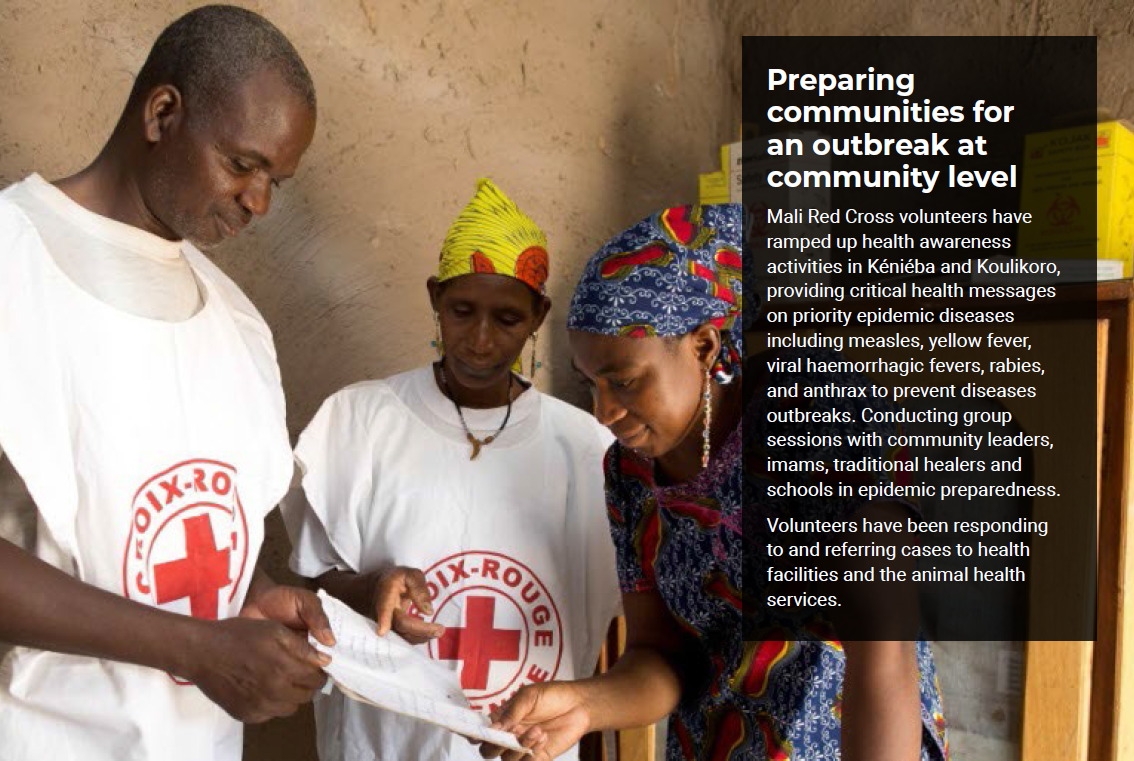 Preparing
communities for
an outbreak at
community level
Mali Red Cross volunteers have
ramped up health awareness
activities in Kéniéba and Koulikoro,
providing critical health messages
on priority epidemic diseases
including measles, yellow fever,
viral haemorrhagic fevers, rabies,
and anthrax to prevent diseases
outbreaks. Conducting group
sessions with community leaders,
imams, traditional healers and
schools in epidemic preparedness.
Volunteers have been responding
to and referring cases to health
facilities and the animal health
services.
OIX-RO
OIX-ROUGE